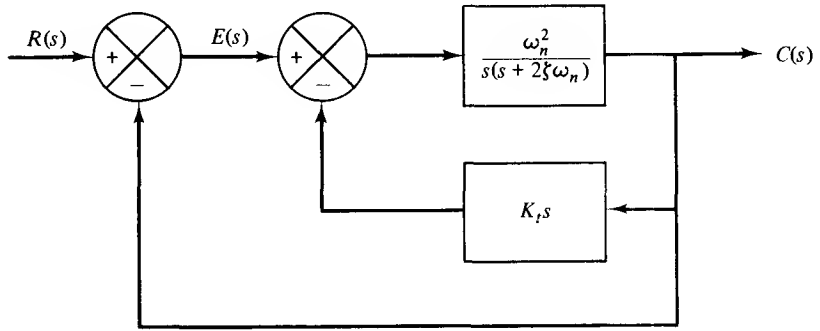 R(s)
+
−
E(s)
+
−
ω_n^2
s(s + 2ζω_n)
C(s)
K_t s